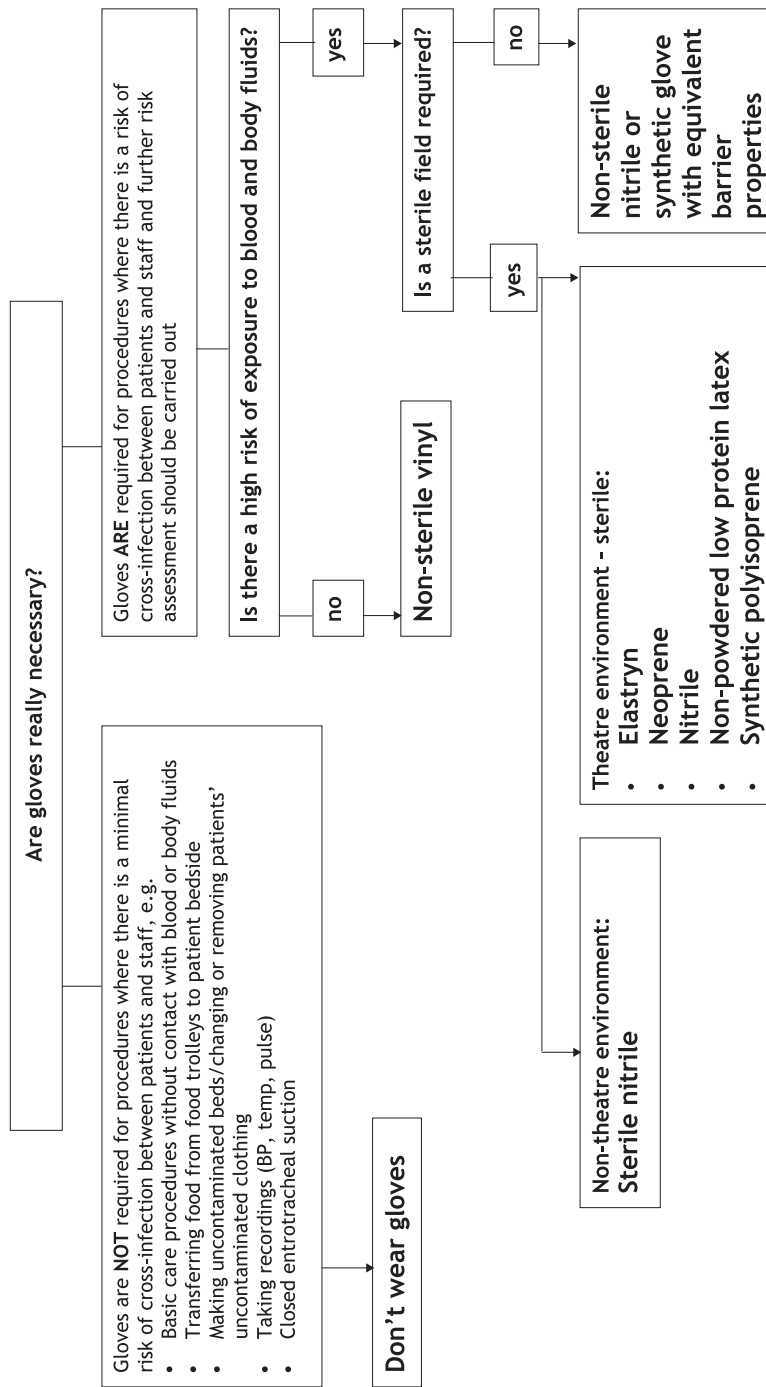 Are gloves really necessary?
Gloves are NOT required for procedures where there is a minimal
risk of cross-infection between patients and staff, e.g.
• Basic care procedures without contact with blood or body fluids
• Transferring food from food trolleys to patient bedside
• Making uncontaminated beds/changing or removing patients’
uncontaminated clothing
• Taking recordings (BP, temp, pulse)
• Closed entrotracheal suction
Don’t wear gloves
Gloves ARE required for procedures where there is a risk of
cross-infection between patients and staff and further risk
assessment should be carried out
Is there a high risk of exposure to blood and body fluids?
no
yes
Non-sterile vinyl
Is a sterile field required?
yes
no
Non-theatre environment:
Sterile nitrile
Theatre environment - sterile:
• Elastryn
• Neoprene
• Nitrile
• Non-powdered low protein latex
• Synthetic polyisoprene
Non-sterile
nitrile or
synthetic glove
with equivalent
barrier
properties